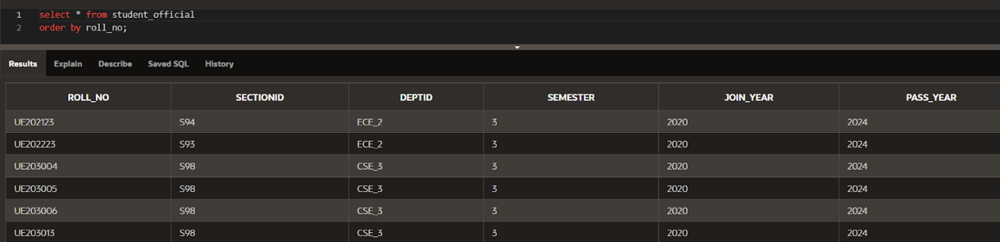 1 select * from student_official
2 order by roll_no;
Results Explain Describe Saved SQL History
ROLL_NO SECTIONID DEPTID SEMESTER JOIN_YEAR PASS_YEAR
UE202123 S94 ECE_2 3 2020 2024
UE202223 S93 ECE_2 3 2020 2024
UE203004 S98 CSE_3 3 2020 2024
UE203005 S98 CSE_3 3 2020 2024
UE203006 S98 CSE_3 3 2020 2024
UE203013 S98 CSE_3 3 2020 2024